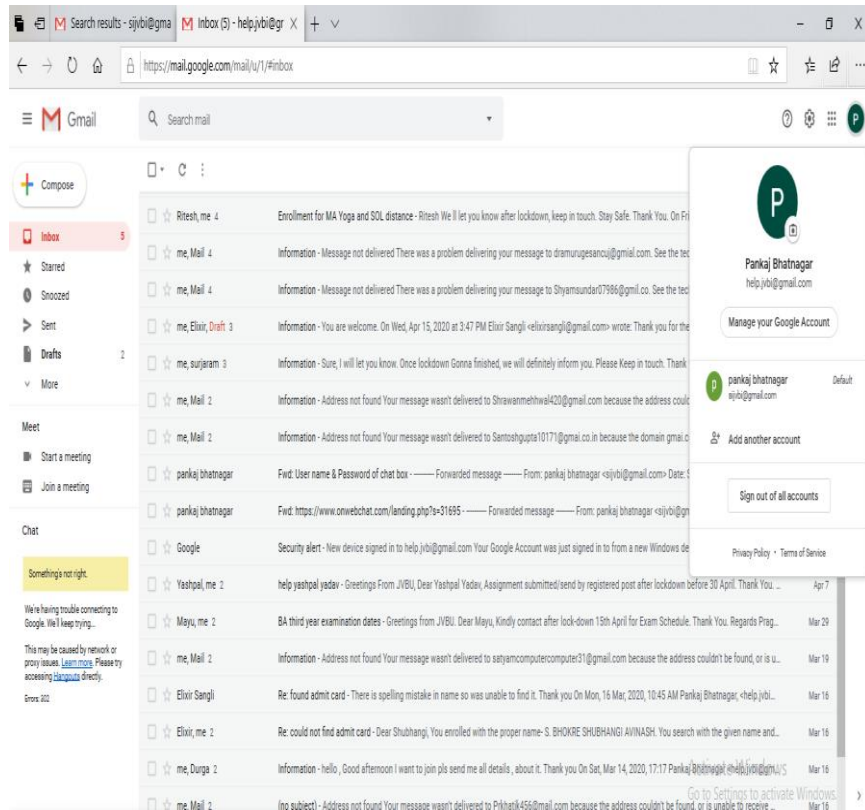 Search results - sijvbi@gma
Inbox (5) - help.jvbi@gr
https://mail.google.com/mail/u/1/#inbox
Gmail
Search mail
P
Compose
Inbox 5
Starred
Snoozed
Sent
Drafts 2
More
Meet
Start a meeting
Join a meeting
Chat
Something's not right.
We're having trouble connecting to
Google. We'll keep trying...
This may be caused by network or
proxy issues. Learn more. Please try
accessing Hangouts directly.
Errors: 302
Ritesh, me 4 Enrollment for MA Yoga and SOL distance - Ritesh We ll let you know after lockdown, keep in touch. Stay Safe. Thank You. On Fri
me, Mail 4 Information - Message not delivered There was a problem delivering your message to dramurugesancuj@gmial.com. See the tec
me, Mail 4 Information - Message not delivered There was a problem delivering your message to Shyamsundar07986@gmil.co. See the tec
me, Elixir, Draft 3 Information - You are welcome. On Wed, Apr 15, 2020 at 3:47 PM Elixir Sangli <elixirsangli@gmail.com> wrote: Thank you for the
me, surjaram 3 Information - Sure, I will let you know. Once lockdown Gonna finished, we will definitely inform you. Please Keep in touch. Thank
me, Mail 2 Information - Address not found Your message wasn't delivered to Shrawanmehhwal420@gmail.com because the address could
me, Mail 2 Information - Address not found Your message wasn't delivered to Santoshgupta10171@gmai.co.in because the domain gmai.c
pankaj bhatnagar Fwd: User name & Password of chat box - ---------- Forwarded message --------- From: pankaj bhatnagar <sijvbi@gmail.com> Date: S
pankaj bhatnagar Fwd: https://www.onwebchat.com/landing.php?s=31695 - ---------- Forwarded message --------- From: pankaj bhatnagar <sijvbi@gm
Google Security alert - New device signed in to help.jvbi@gmail.com Your Google Account was just signed in to from a new Windows de
Yashpal, me 2 help yashpal yadav - Greetings From JVBU, Dear Yashpal Yadav, Assignment submitted/send by registered post after lockdown before 30 April. Thank You. ... Apr 7
Mayu, me 2 BA third year examination dates - Greetings from JVBU. Dear Mayu, Kindly contact after lock-down 15th April for Exam Schedule. Thank You. Regards Prag... Mar 29
me, Mail 2 Information - Address not found Your message wasn't delivered to satyamcomputercomputer31@gmail.com because the address couldn't be found, or is u... Mar 19
Elixir Sangli Re: found admit card - There is spelling mistake in name so was unable to find it. Thank you On Mon, 16 Mar, 2020, 10:45 AM Pankaj Bhatnagar, <help.jvbi... Mar 16
Elixir, me 2 Re: could not find admit card - Dear Shubhangi, You enrolled with the proper name- S. BHOKRE SHUBHANGI AVINASH. You search with the given name and... Mar 16
me, Durga 2 Information - hello , Good afternoon I want to join pls send me all details , about it. Thank you On Sat, Mar 14, 2020, 17:17 Pankaj Bhatnagar <help.jvbi@gm... Mar 16
me, Mail 2 (no subject) - Address not found Your message wasn't delivered to Prkhatik456@mail.com because the address couldn't be found, or is unable to receive ... Mar 16
P
Pankaj Bhatnagar
help.jvbi@gmail.com
Manage your Google Account
p
pankaj bhatnagar Default
sijvbi@gmail.com
Add another account
Sign out of all accounts
Privacy Policy • Terms of Service
Activate Windows
Go to Settings to activate Windows.